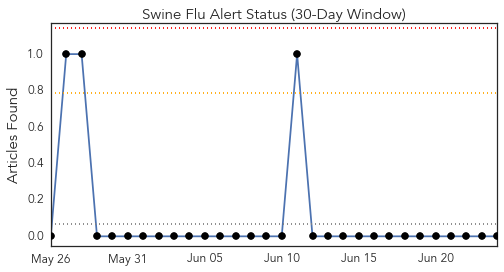 Swine Flu Alert Status (30-Day Window)
Articles Found
1.0
0.8
0.6
0.4
0.2
0.0
May 26
May 31
Jun 05
Jun 10
Jun 15
Jun 20